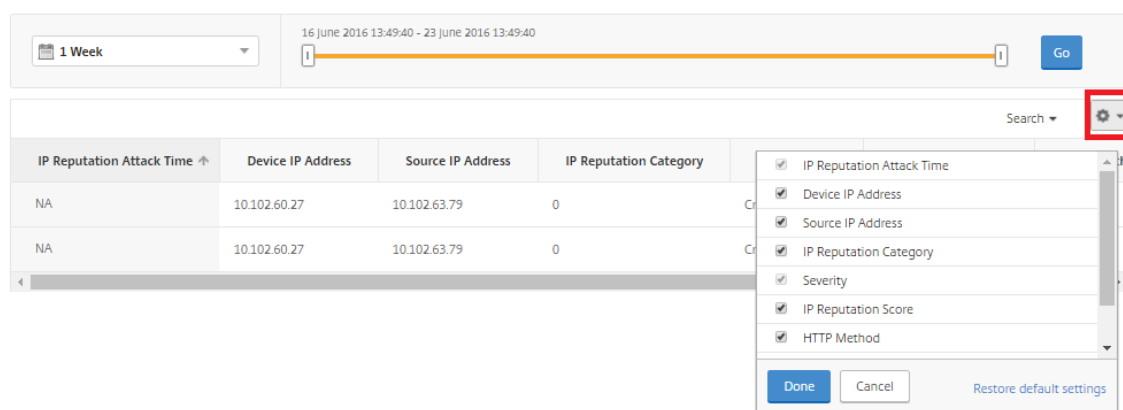 16 June 2016 13:49:40 - 23 June 2016 13:49:40
1 Week
Go
Search
IP Reputation Attack Time
Device IP Address
Source IP Address
IP Reputation Category
NA
10.102.60.27
10.102.63.79
0
NA
10.102.60.27
10.102.63.79
0
IP Reputation Attack Time
Device IP Address
Source IP Address
IP Reputation Category
Severity
IP Reputation Score
HTTP Method
Done
Cancel
Restore default settings